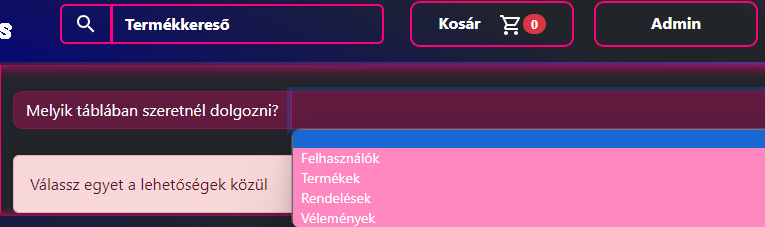 s
Termékkereső
Kosár
0
Admin
Melyik táblában szeretnél dolgozni?
Felhasználók
Termékek
Rendelések
Vélemények
Válassz egyet a lehetőségek közül